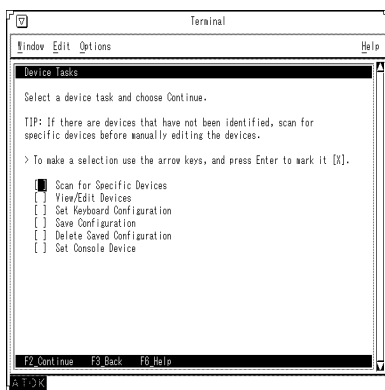 Terminal
Window Edit Options Help
Device Tasks
Select a device task and choose Continue.
TIP: If there are devices that have not been identified, scan for
specific devices before manually editing the devices.
> To make a selection use the arrow keys, and press Enter to mark it [X].
[ ] Scan for Specific Devices
[ ] View/Edit Devices
[ ] Set Keyboard Configuration
[ ] Save Configuration
[ ] Delete Saved Configuration
[ ] Set Console Device
F2_Continue F3_Back F6_Help
ATOK